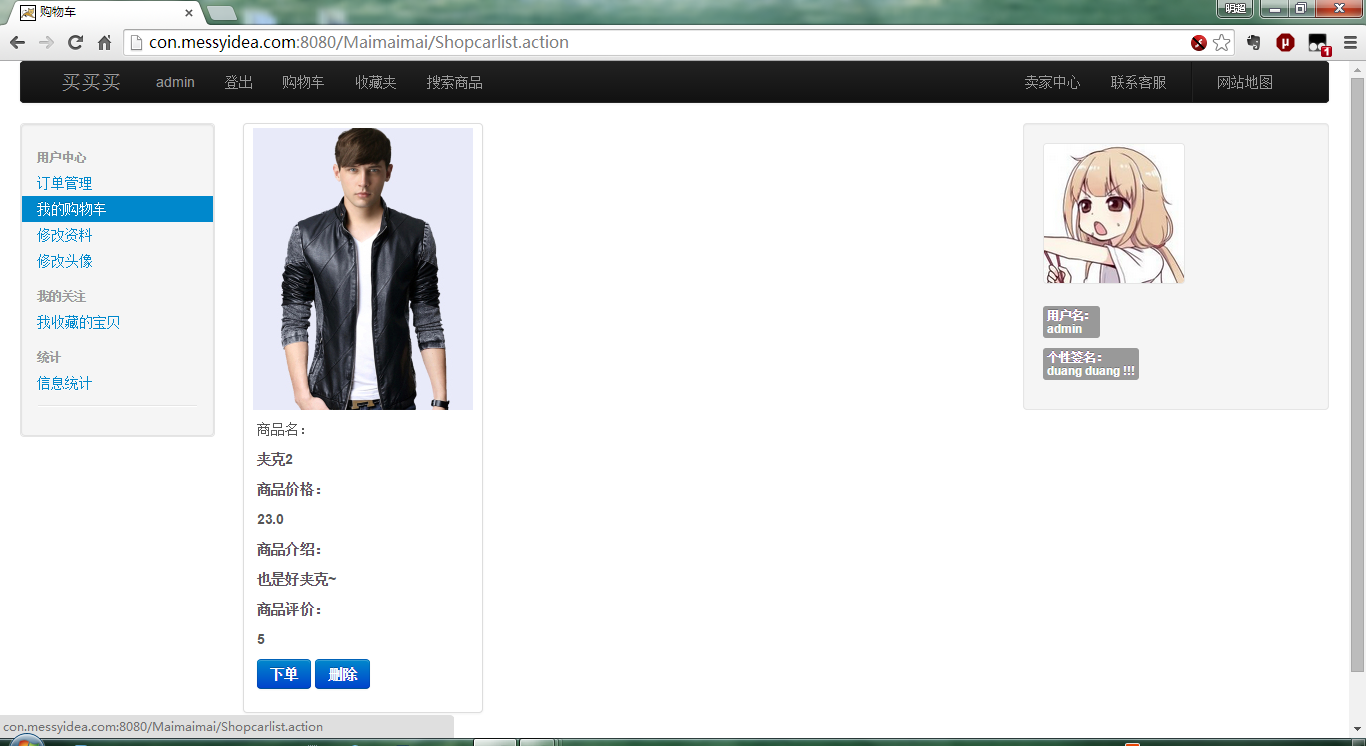 购物车
明超
con.messyidea.com:8080/Maimaimai/Shopcarlist.action
1
买买买 admin 登出 购物车 收藏夹 搜索商品 卖家中心 联系客服 网站地图
用户中心
订单管理
我的购物车
修改资料
修改头像
我的关注
我收藏的宝贝
统计
信息统计
商品名：
夹克2
商品价格：
23.0
商品介绍：
也是好夹克~
商品评价：
5
下单 删除
用户名：
admin
个性签名：
duang duang !!!
con.messyidea.com:8080/Maimaimai/Shopcarlist.action